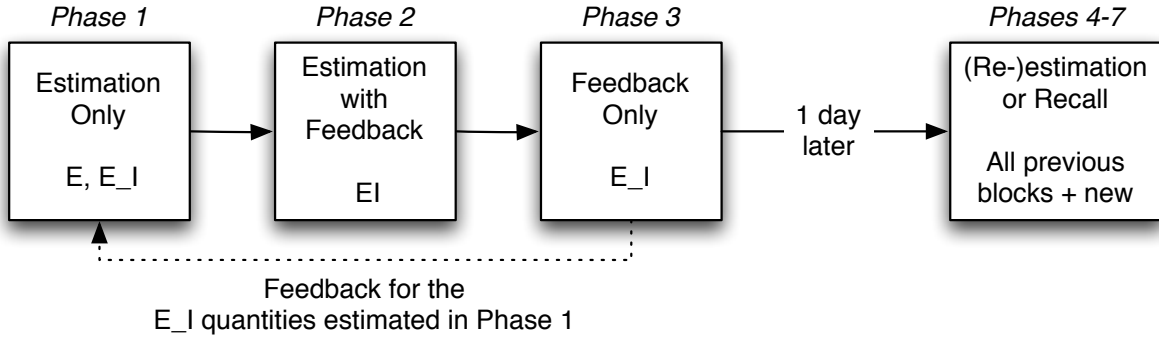 Phase 1
Estimation
Only
E, E_I
Phase 2
Estimation
with
Feedback
EI
Phase 3
Feedback
Only
E_I
1 day
later
Phases 4-7
(Re-)estimation
or Recall
All previous
blocks + new
Feedback for the
E_I quantities estimated in Phase 1